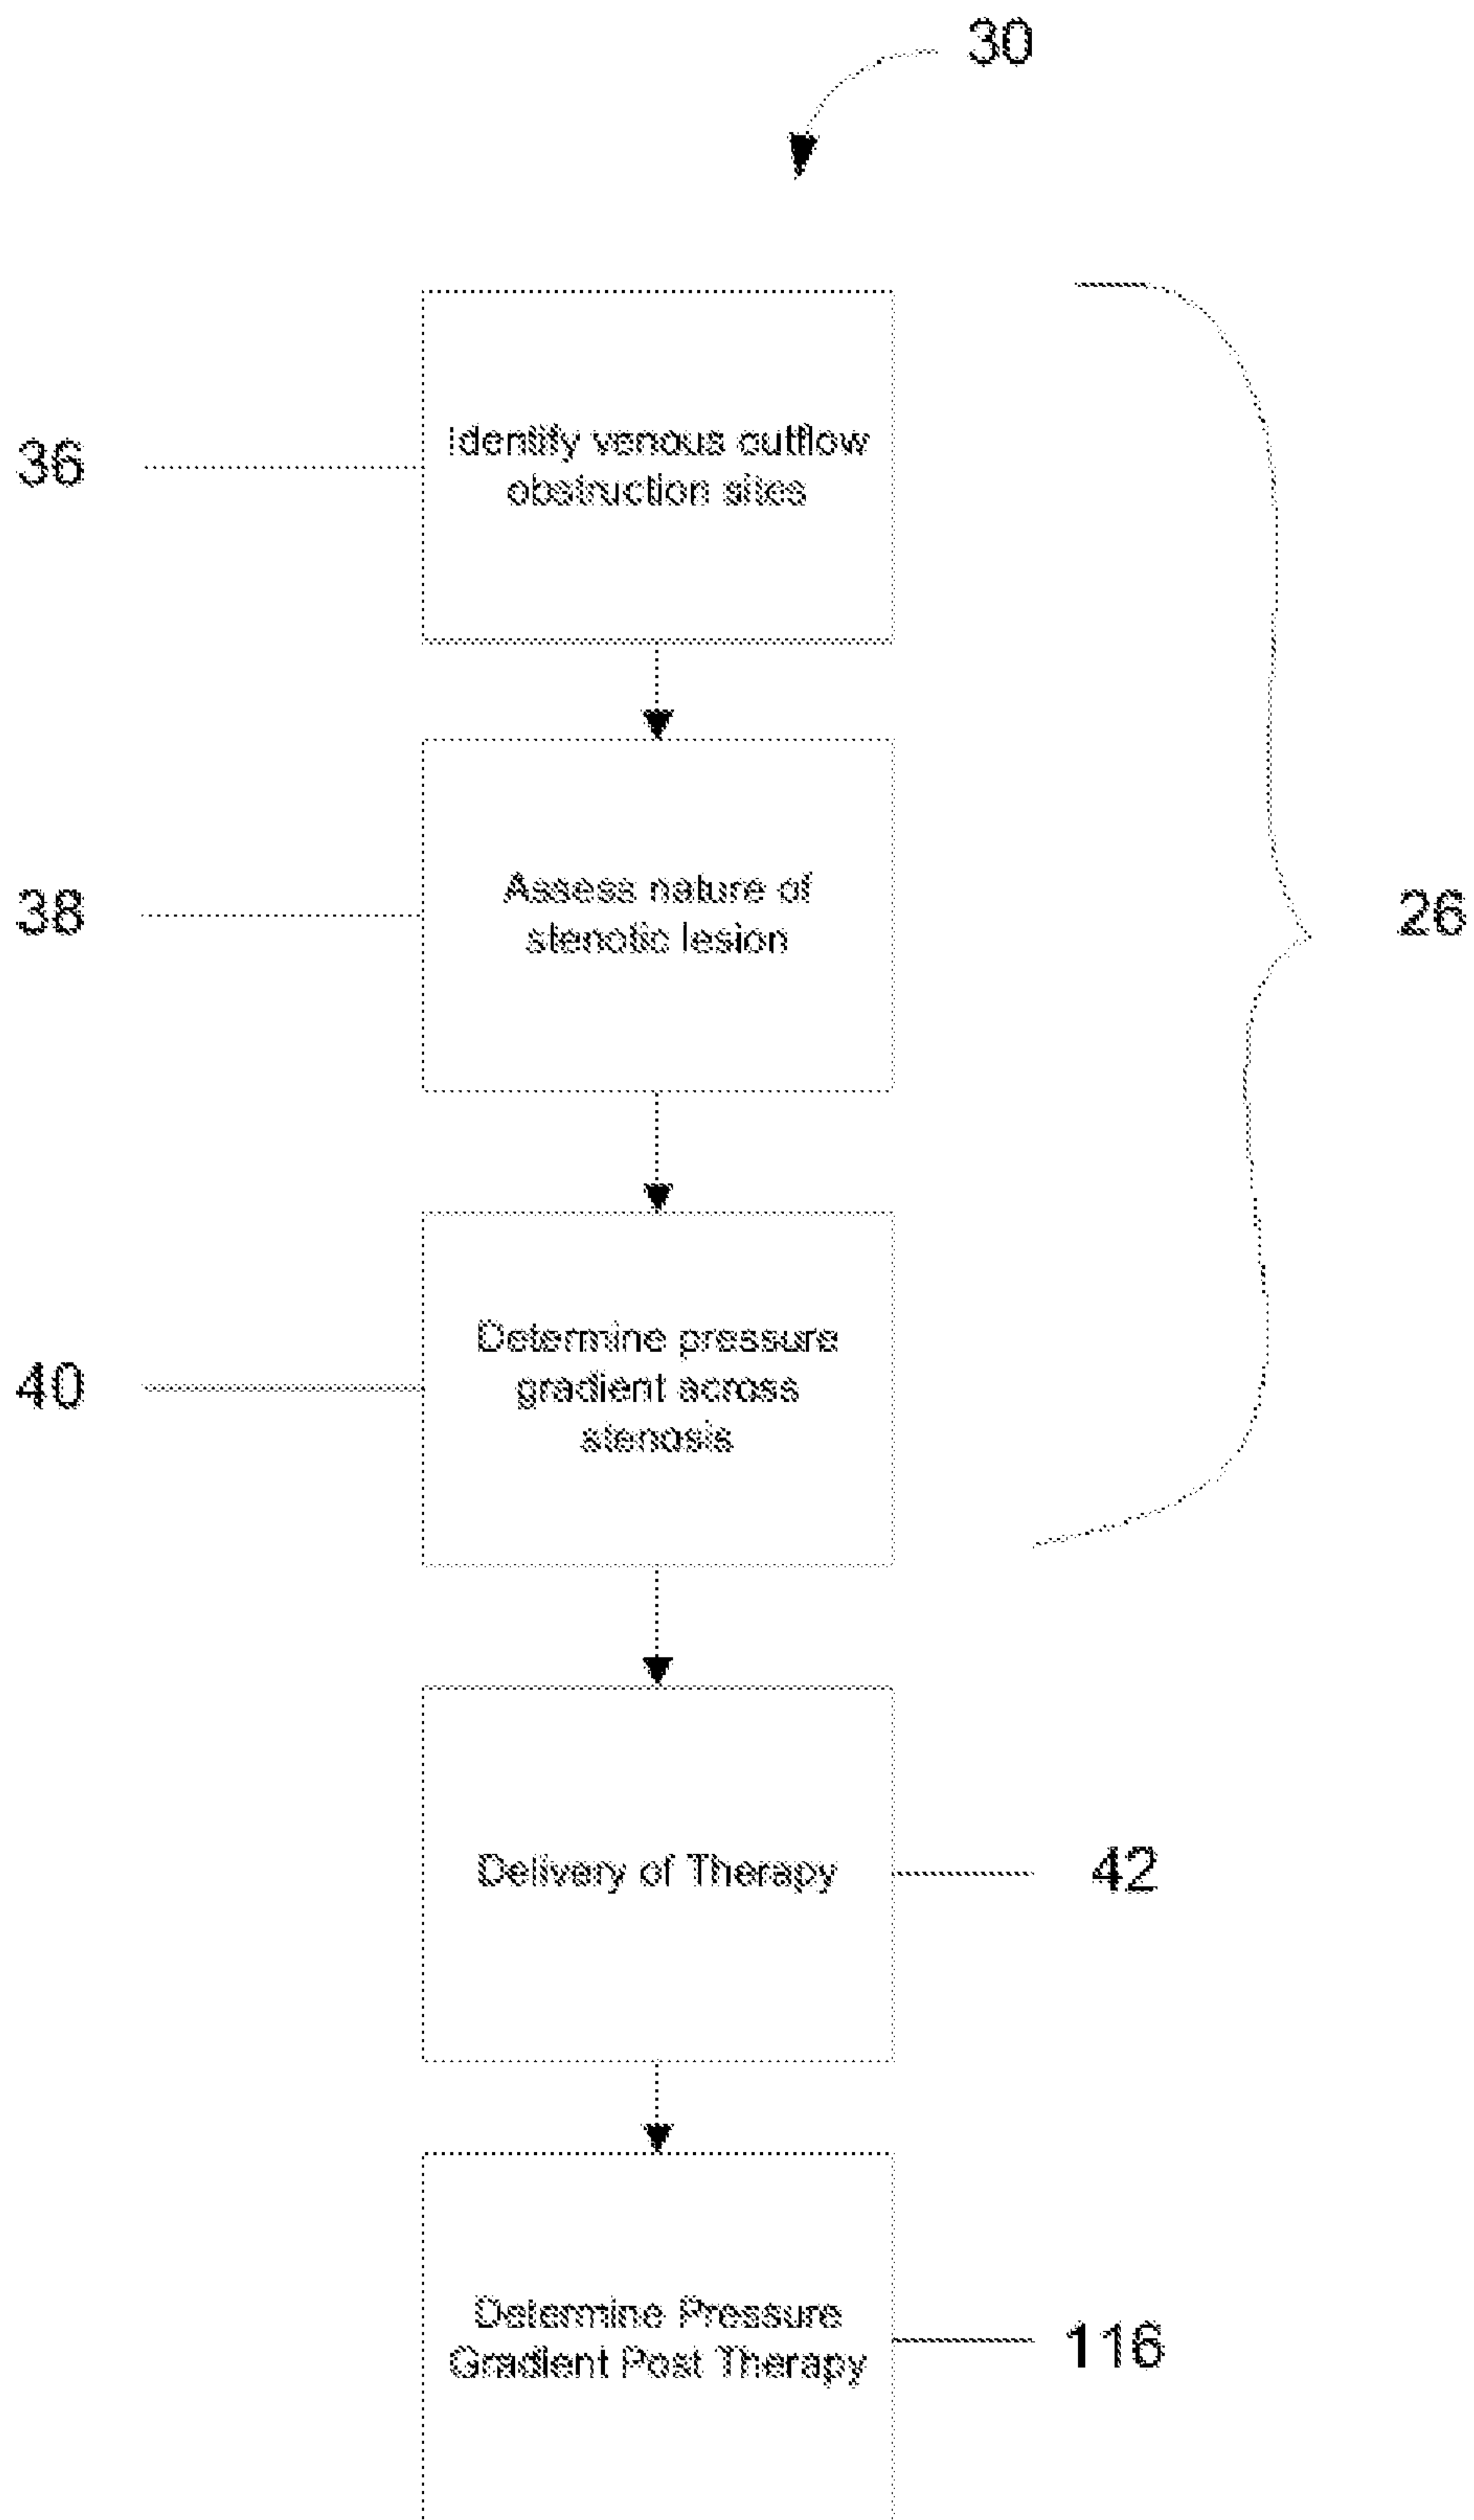 30
Identify venous outflow
obstruction sites
36
Assess nature of
stenotic lesion
38
26
Determine pressure
gradient across
stenosis
40
Delivery of Therapy
42
Determine Pressure
Gradient Post Therapy
116